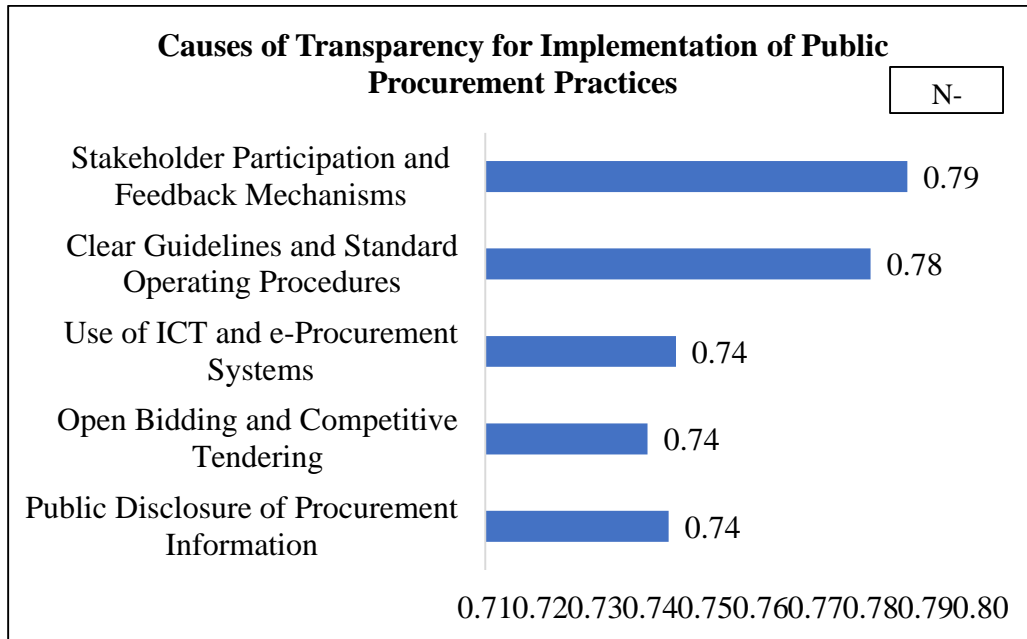 Causes of Transparency for Implementation of Public
Procurement Practices
N-
Stakeholder Participation and
Feedback Mechanisms
0.79
Clear Guidelines and Standard
Operating Procedures
0.78
Use of ICT and e-Procurement
Systems
0.74
Open Bidding and Competitive
Tendering
0.74
Public Disclosure of Procurement
Information
0.74
0.710.720.730.740.750.760.770.780.790.80